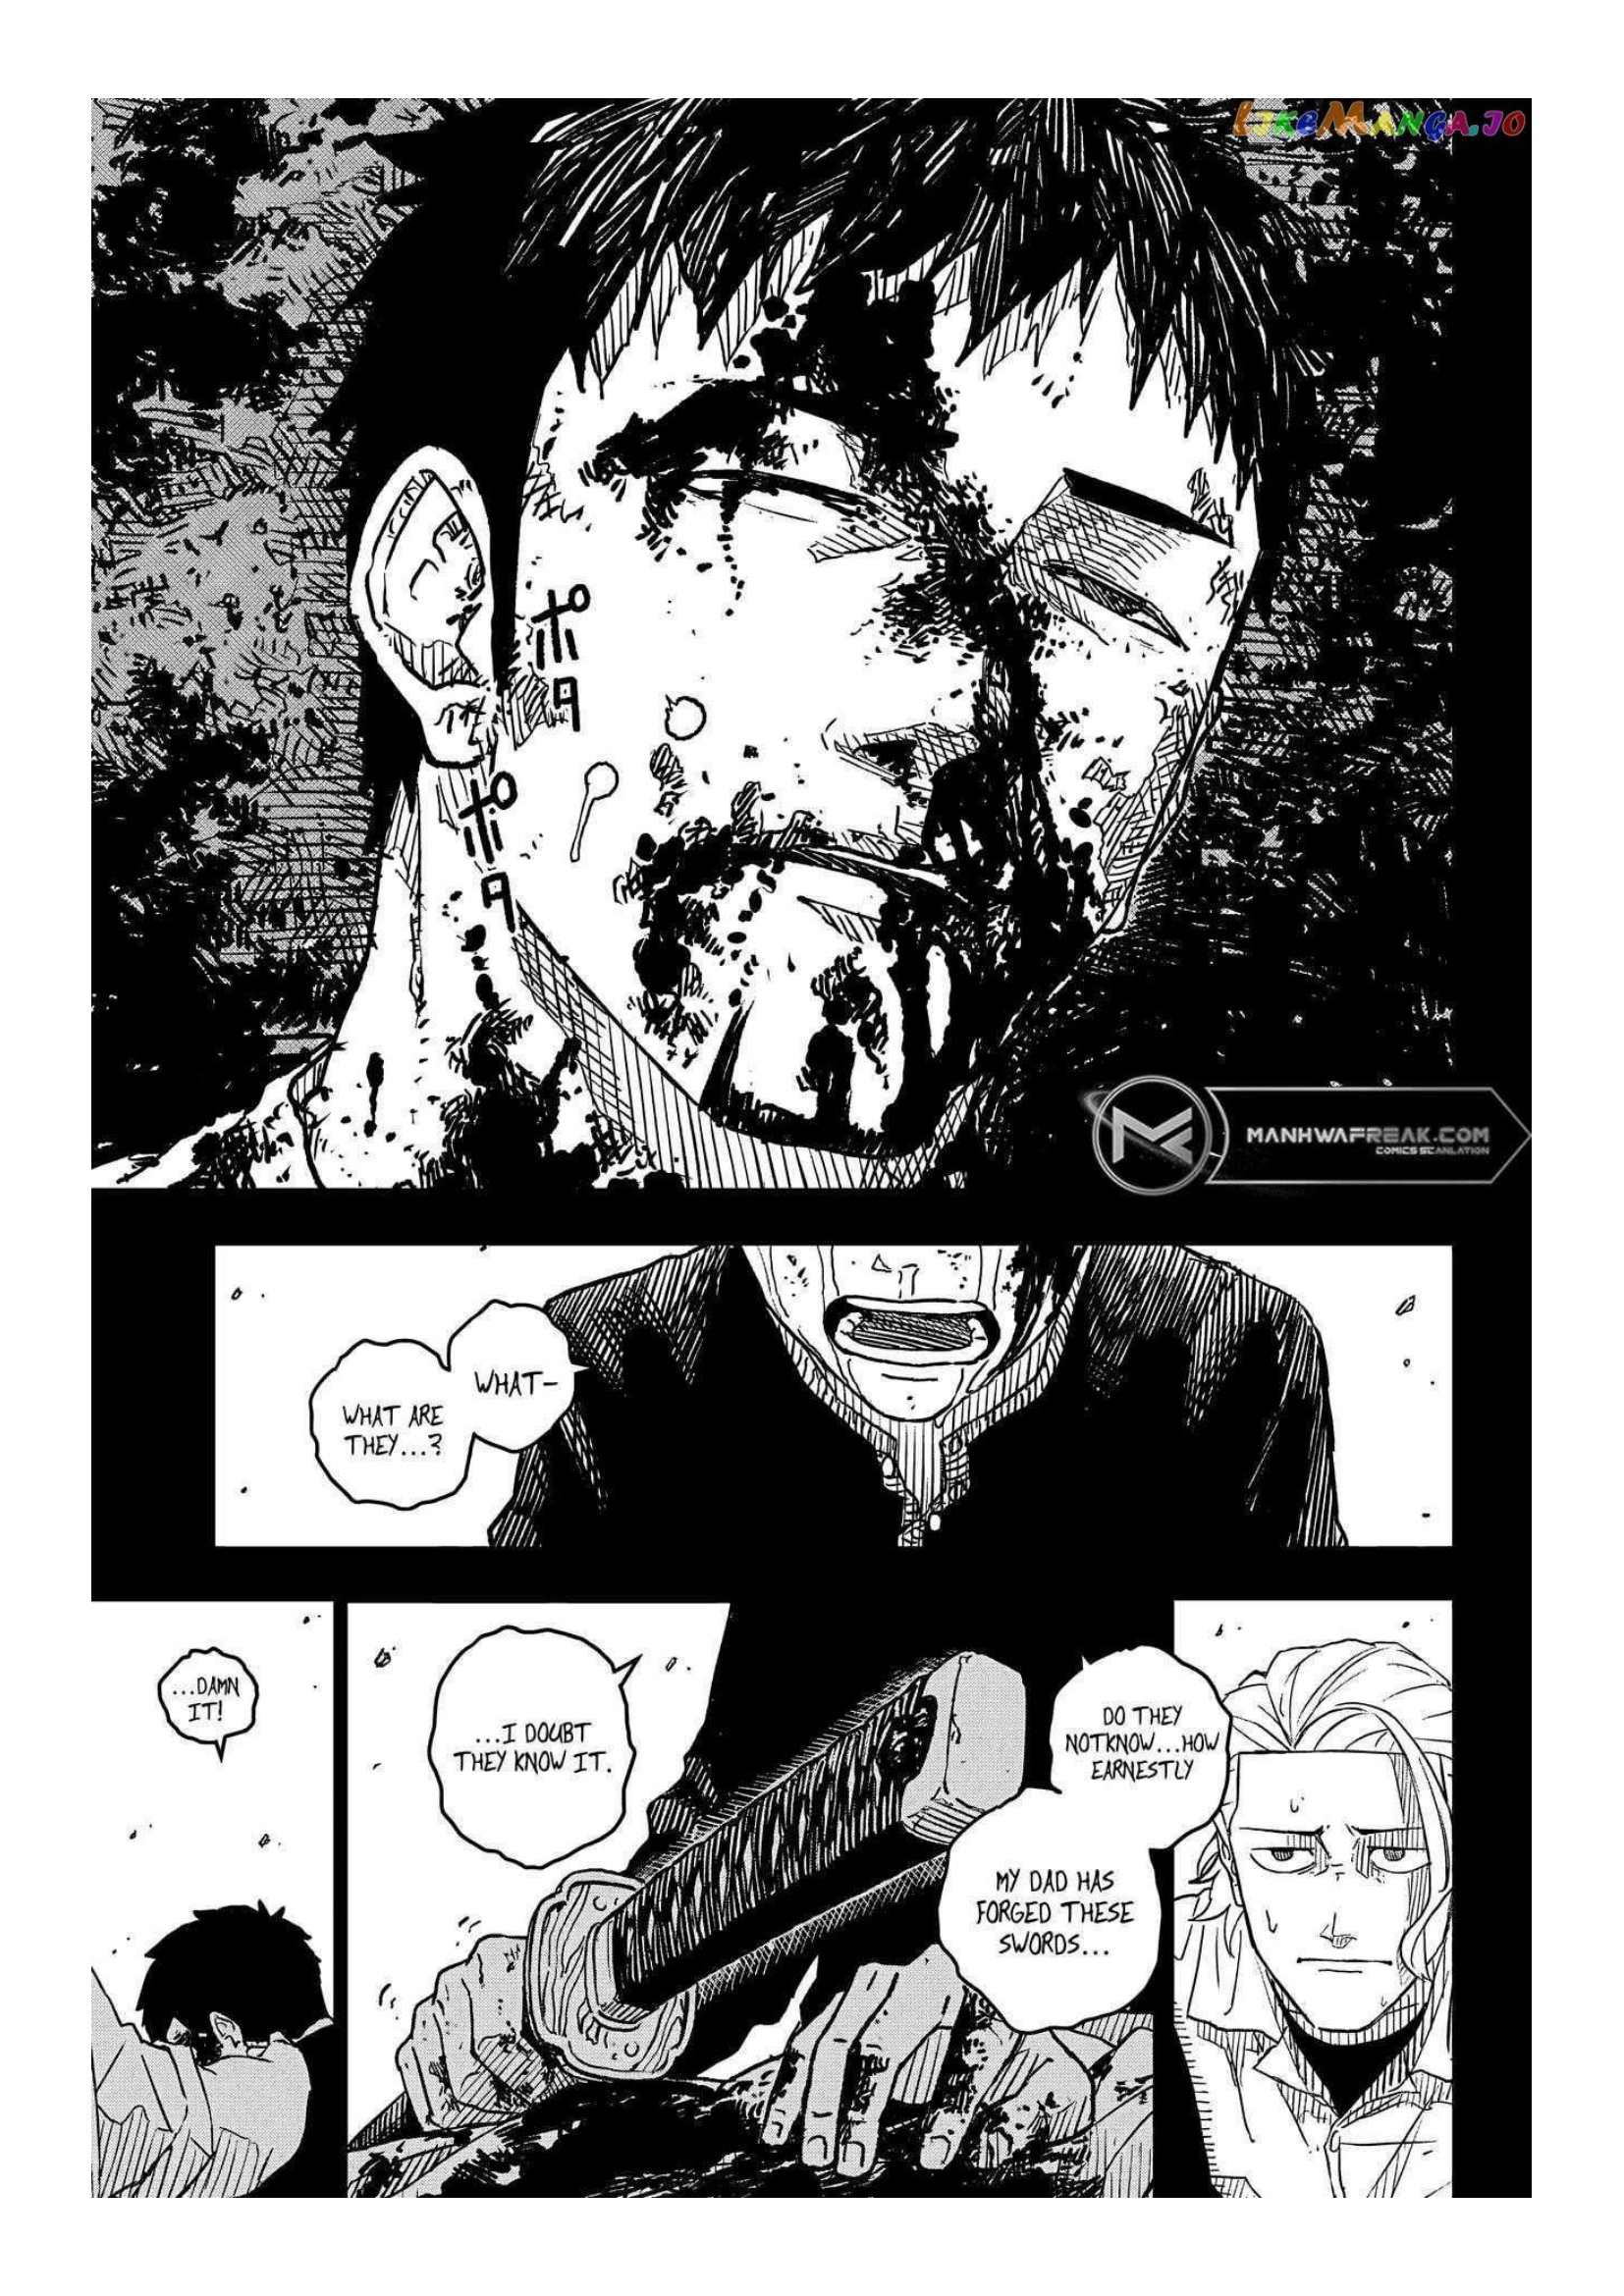 LIKEMANGA.IO
ポタ
ポタ
MANHWAFREAK.COM
COMICS SCANLATION
WHAT-
WHAT ARE
THEY...?
DO THEY
NOTKNOW...HOW
EARNESTLY
MY DAD HAS
FORGED THESE
SWORDS...
...I DOUBT
THEY KNOW IT.
...DAMN
IT!